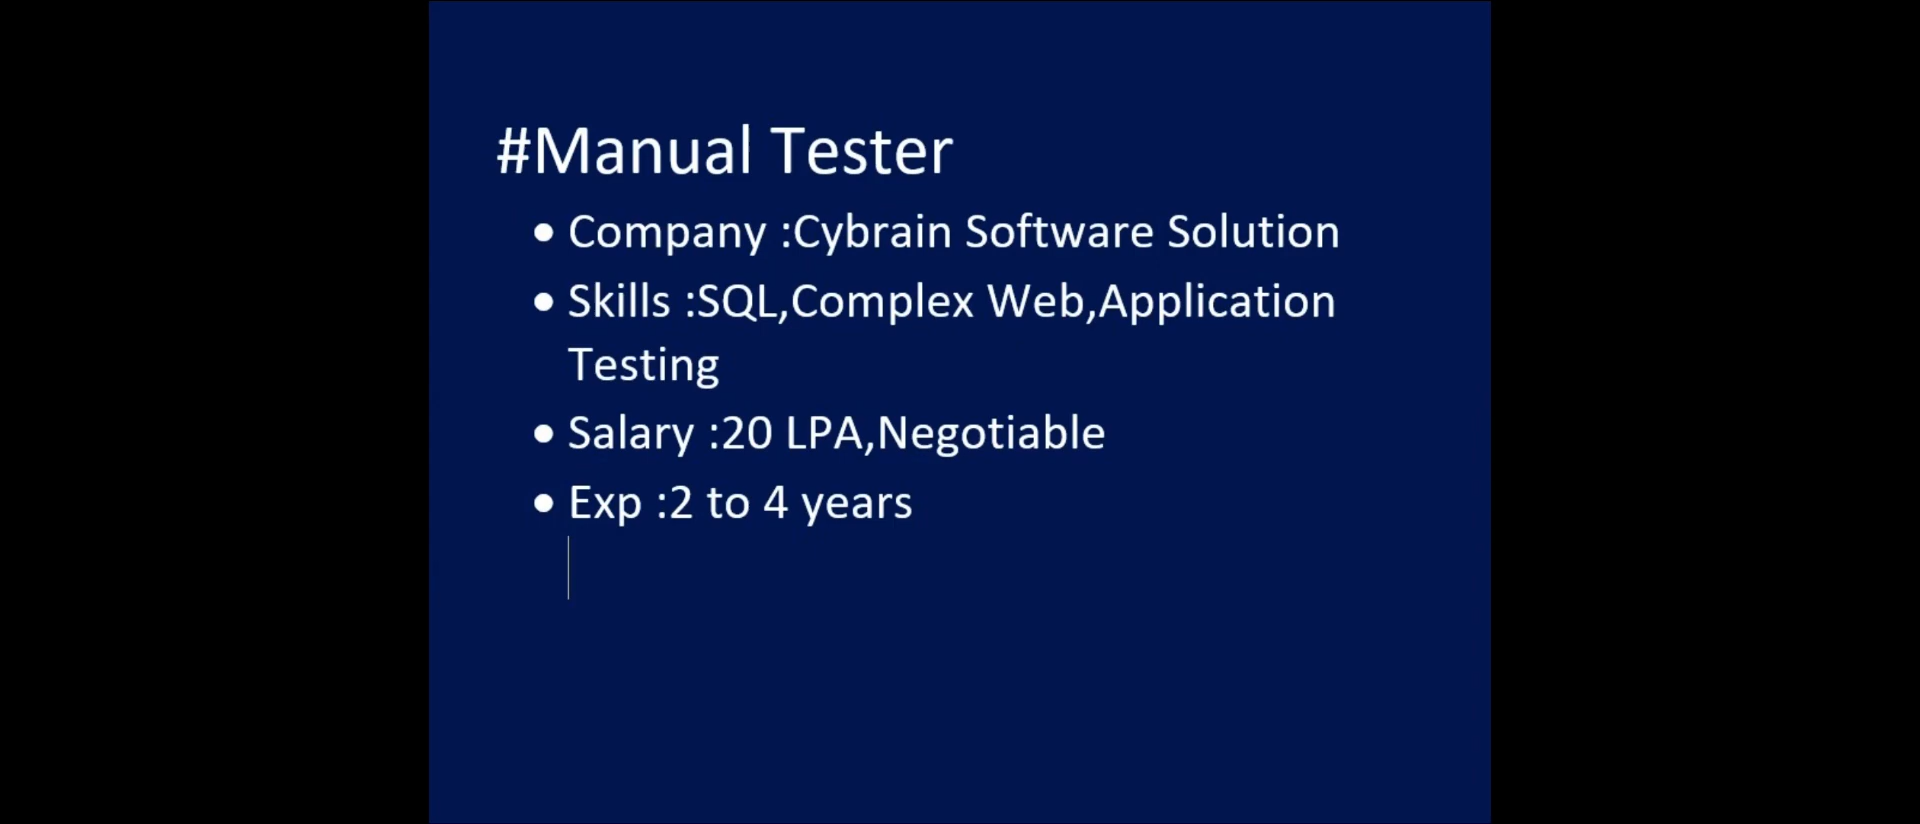 #Manual Tester
• Company :Cybrain Software Solution
• Skills :SQL,Complex Web,Application
Testing
• Salary :20 LPA,Negotiable
• Exp :2 to 4 years